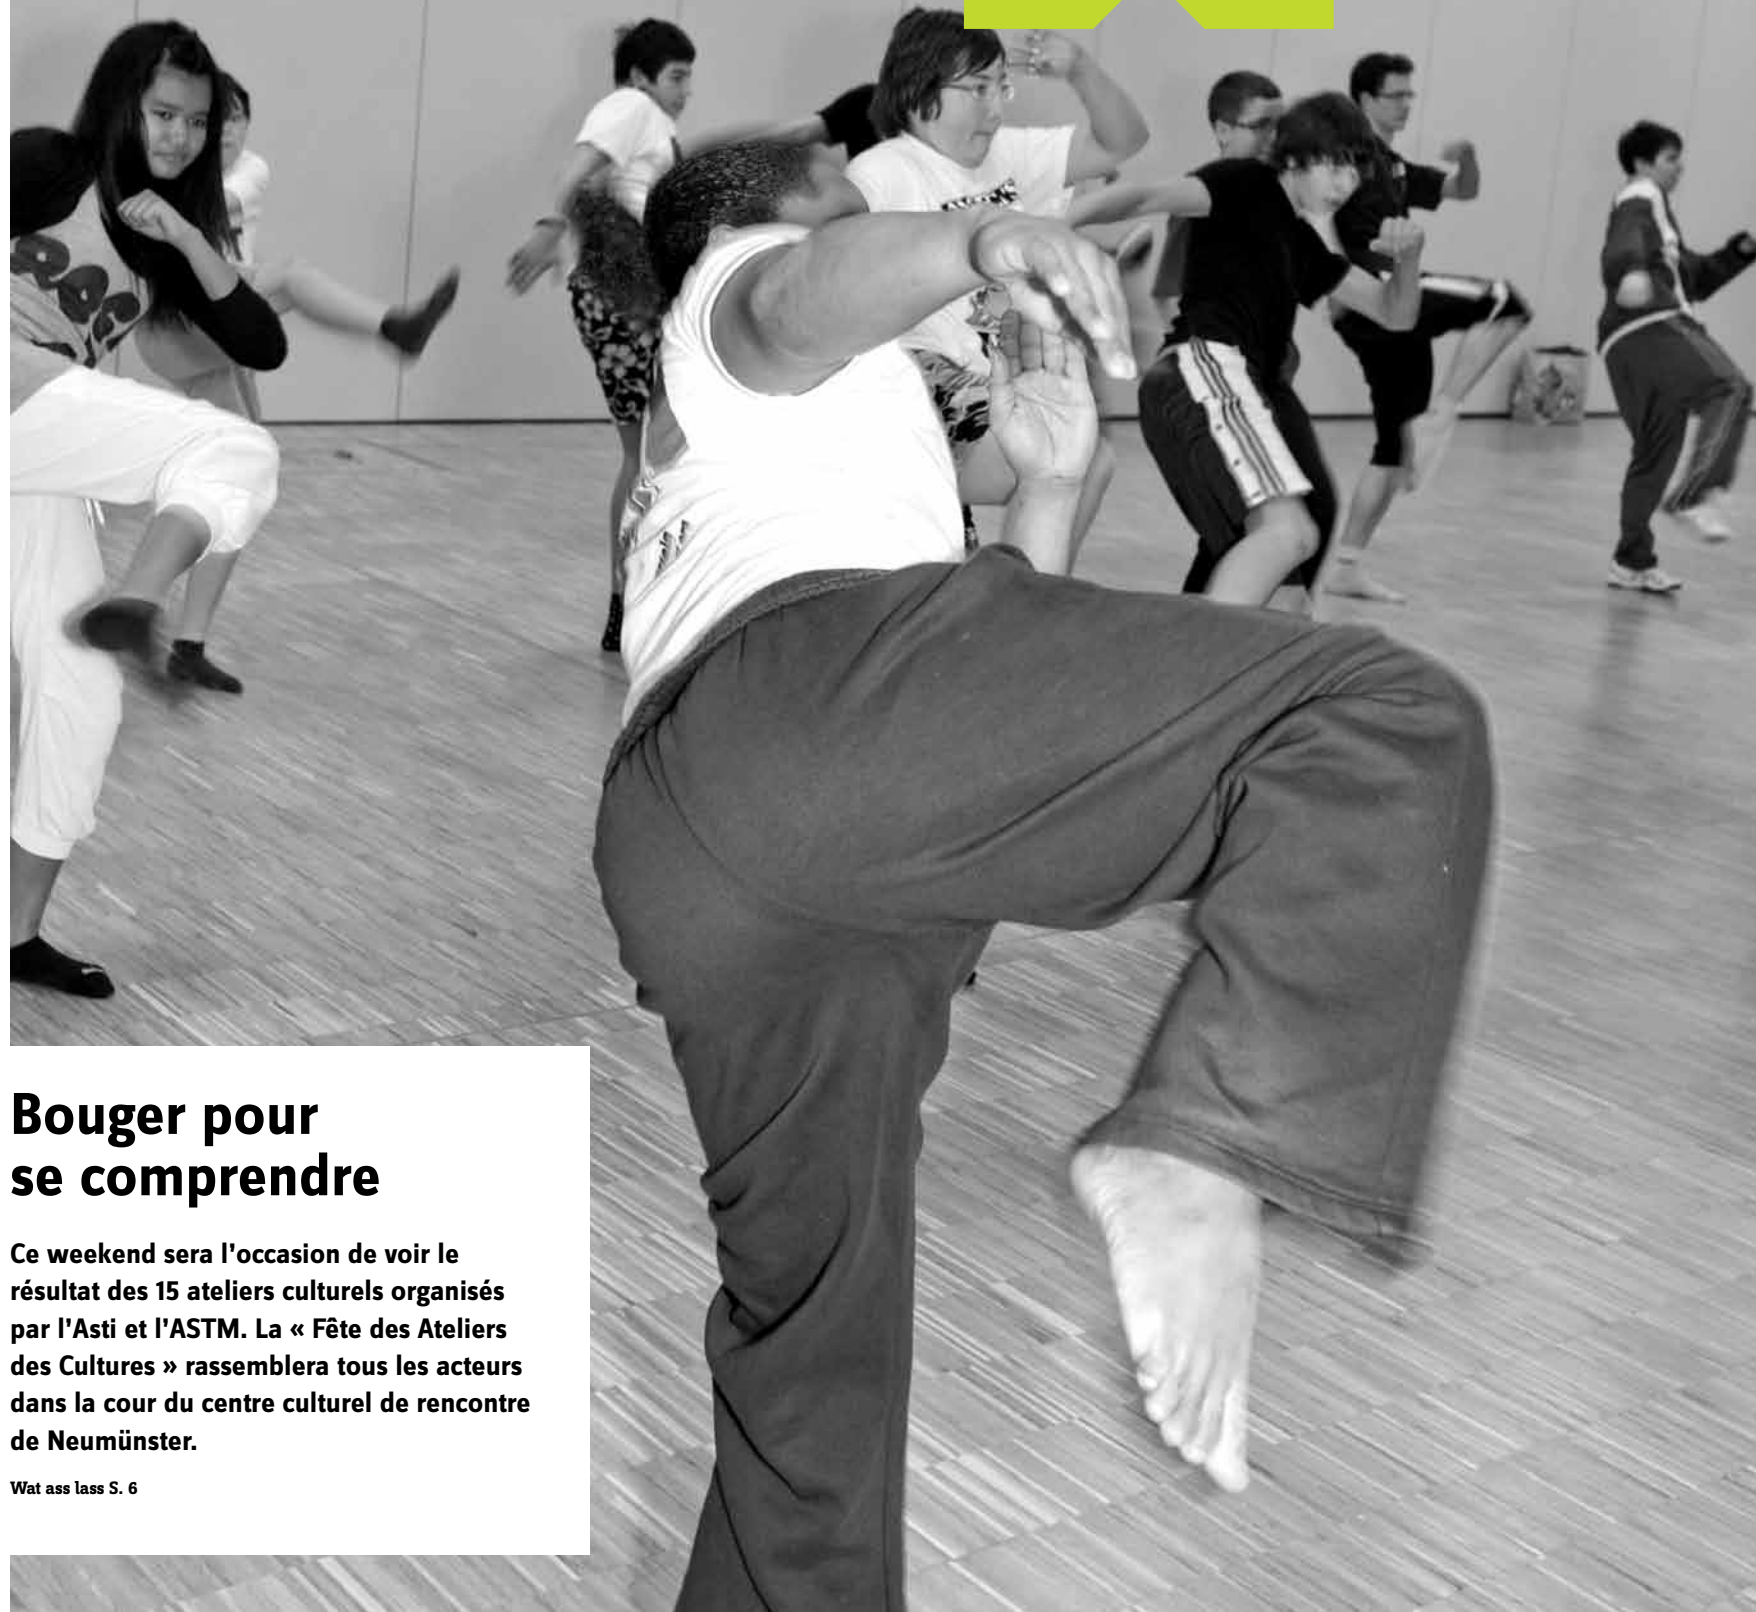 Bouger pour
se comprendre
Ce weekend sera l’occasion de voir le
résultat des 15 ateliers culturels organisés
par l’Asti et l’ASTM. La « Fête des Ateliers
des Cultures » rassemblera tous les acteurs
dans la cour du centre culturel de rencontre
de Neumünster.
Wat ass lass S. 6